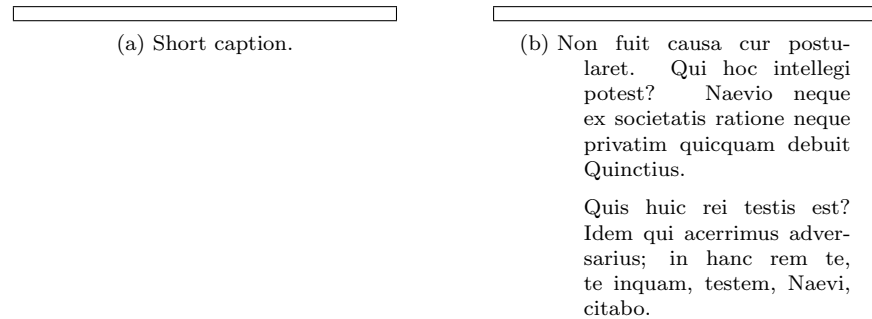 (a) Short caption.
(b) Non fuit causa cur postu-
laret. Qui hoc intellegi
potest? Naevio neque
ex societatis ratione neque
privatim quicquam debuit
Quinctius.
Quis huic rei testis est?
Idem qui acerrimus adver-
sarius; in hanc rem te,
te inquam, testem, Naevi,
citabo.